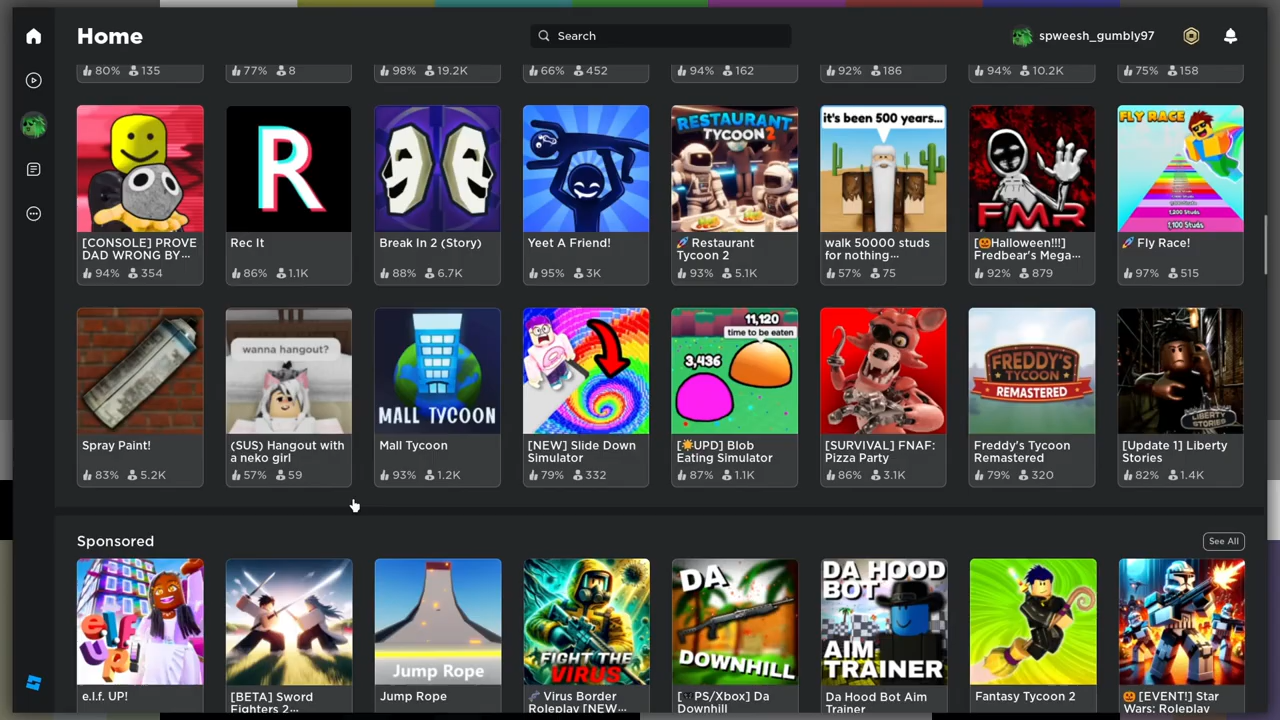 Home
Search
spweesh_gumbly97
80% 135
77% 8
98% 19.2K
66% 452
94% 162
92% 186
94% 10.2K
75% 158
R
RESTAURANT
TYCOON 2
it's been 500 years...
FMR
FLY RACE
1,200 Studs
1,100 Studs
[CONSOLE] PROVE
DAD WRONG BY...
94% 354
Rec It
86% 1.1K
Break In 2 (Story)
88% 6.7K
Yeet A Friend!
95% 3K
🚀 Restaurant
Tycoon 2
93% 5.1K
walk 50000 studs
for nothing...
57% 75
[🎃Halloween!!!]
Fredbear's Mega...
92% 879
🚀 Fly Race!
97% 515
wanna hangout?
MALL TYCOON
11,120
time to be eaten
3,436
FREDDY'S
TYCOON
REMASTERED
LIBERTY
STORIES
Spray Paint!
83% 5.2K
(SUS) Hangout with
a neko girl
57% 59
Mall Tycoon
93% 1.2K
[NEW] Slide Down
Simulator
79% 332
[☀️UPD] Blob
Eating Simulator
87% 1.1K
[SURVIVAL] FNAF:
Pizza Party
86% 3.1K
Freddy's Tycoon
Remastered
79% 320
[Update 1] Liberty
Stories
82% 1.4K
Sponsored
See All
e.l.f.
UP!
Jump Rope
FIGHT THE
VIRUS
DA
DOWNHILL
DA HOOD
BOT
AIM
TRAINER
e.l.f. UP!
[BETA] Sword
Fighters 2...
Jump Rope
🧬 Virus Border
Roleplay [NEW...
[🎮PS/Xbox] Da
Downhill
Da Hood Bot Aim
Trainer
Fantasy Tycoon 2
🎃 [EVENT!] Star
Wars: Roleplay